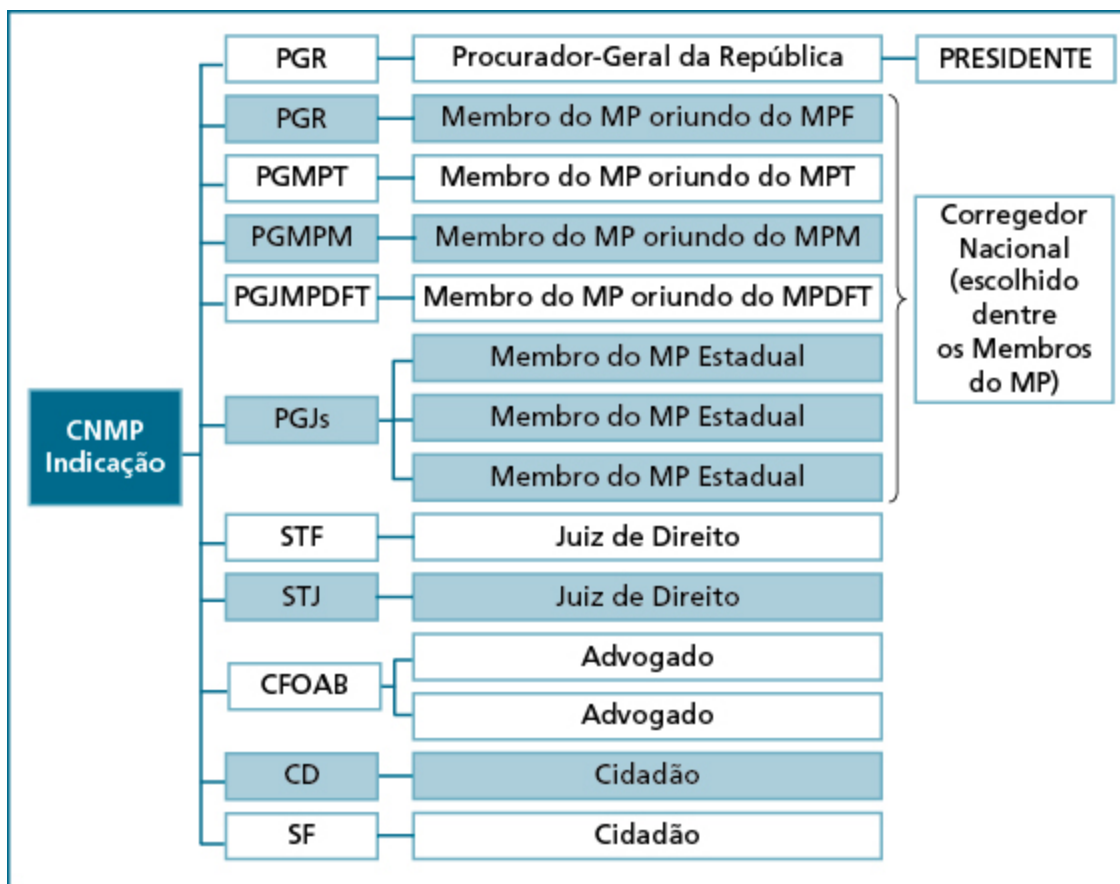 PGR
Procurador-Geral da República
PRESIDENTE
PGR
Membro do MP oriundo do MPF
PGMPT
Membro do MP oriundo do MPT
PGMPM
Membro do MP oriundo do MPM
PGJMPDFT
Membro do MP oriundo do MPDFT
Corregedor
Nacional
(escolhido
dentre
os Membros
do MP)
CNMP
Indicação
PGJs
Membro do MP Estadual
Membro do MP Estadual
Membro do MP Estadual
STF
Juiz de Direito
STJ
Juiz de Direito
CFOAB
Advogado
Advogado
CD
Cidadão
SF
Cidadão